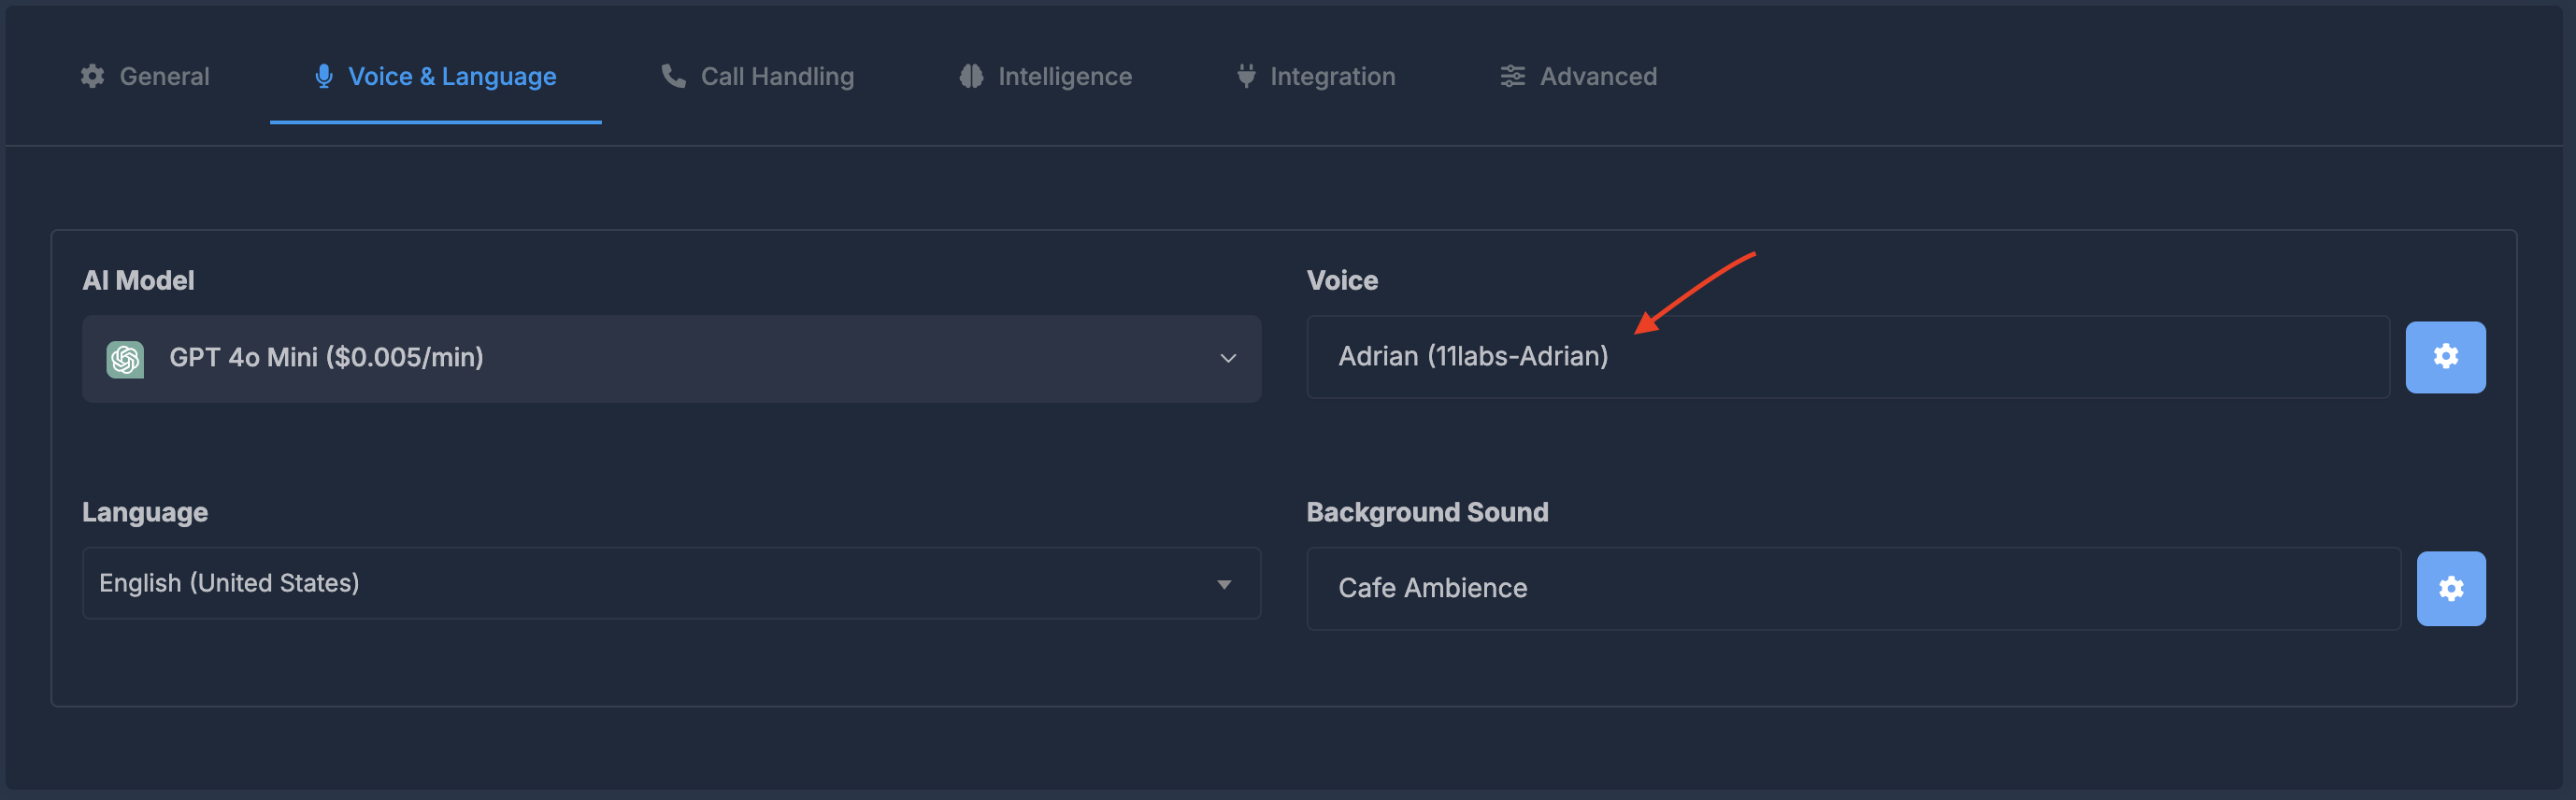 General
Voice & Language
Call Handling
Intelligence
Integration
Advanced
AI Model
GPT 4o Mini ($0.005/min)
Voice
Adrian (11labs-Adrian)
Language
English (United States)
Background Sound
Cafe Ambience